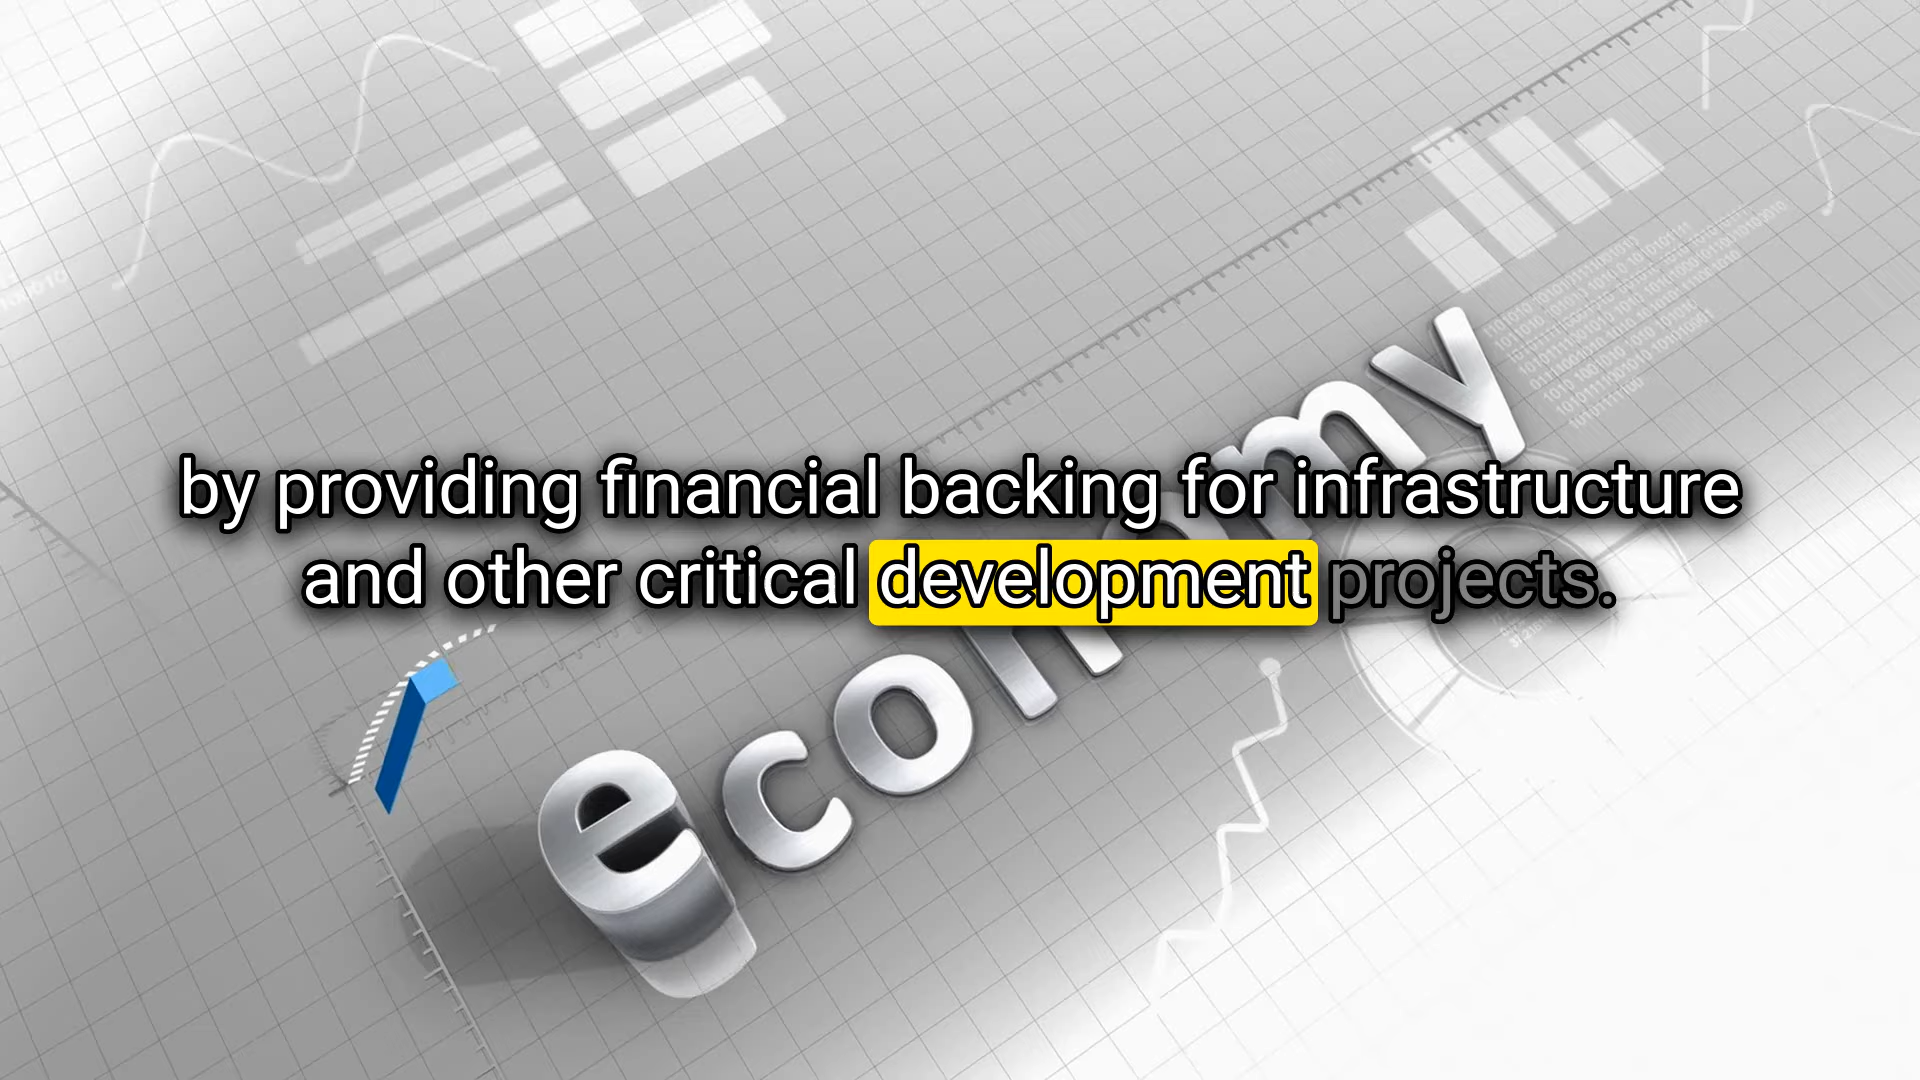 by providing financial backing for infrastructure
and other critical development projects.
economy